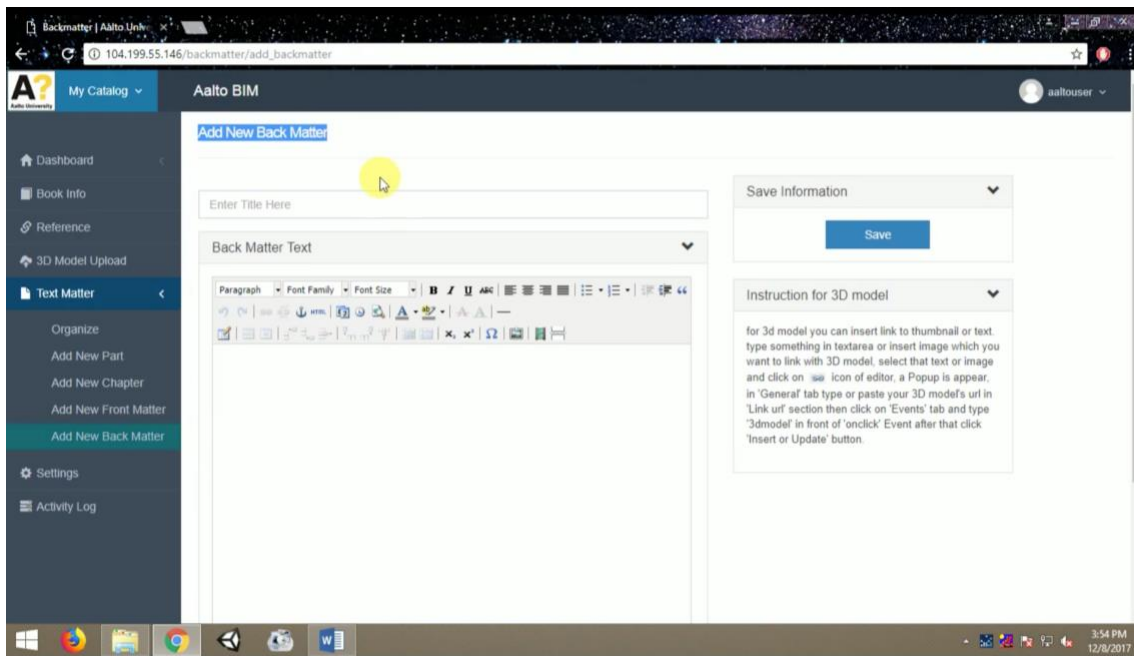 Backmatter | Aalto Univ
104.199.55.146/backmatter/add_backmatter
A?
Aalto University
My Catalog
Aalto BIM
aaltouser
Add New Back Matter
Dashboard
Book Info
Reference
3D Model Upload
Text Matter
Organize
Add New Part
Add New Chapter
Add New Front Matter
Add New Back Matter
Settings
Activity Log
Enter Title Here
Back Matter Text
Paragraph Font Family Font Size B I U ABC
HTML A
Ω
Save Information
Save
Instruction for 3D model
for 3d model you can insert link to thumbnail or text.
type something in textarea or insert image which you
want to link with 3D model, select that text or image
and click on icon of editor, a Popup is appear,
in 'General' tab type or paste your 3D model's url in
'Link url' section then click on 'Events' tab and type
'3dmodel' in front of 'onclick' Event after that click
'Insert or Update' button.
3:54 PM
12/8/2017